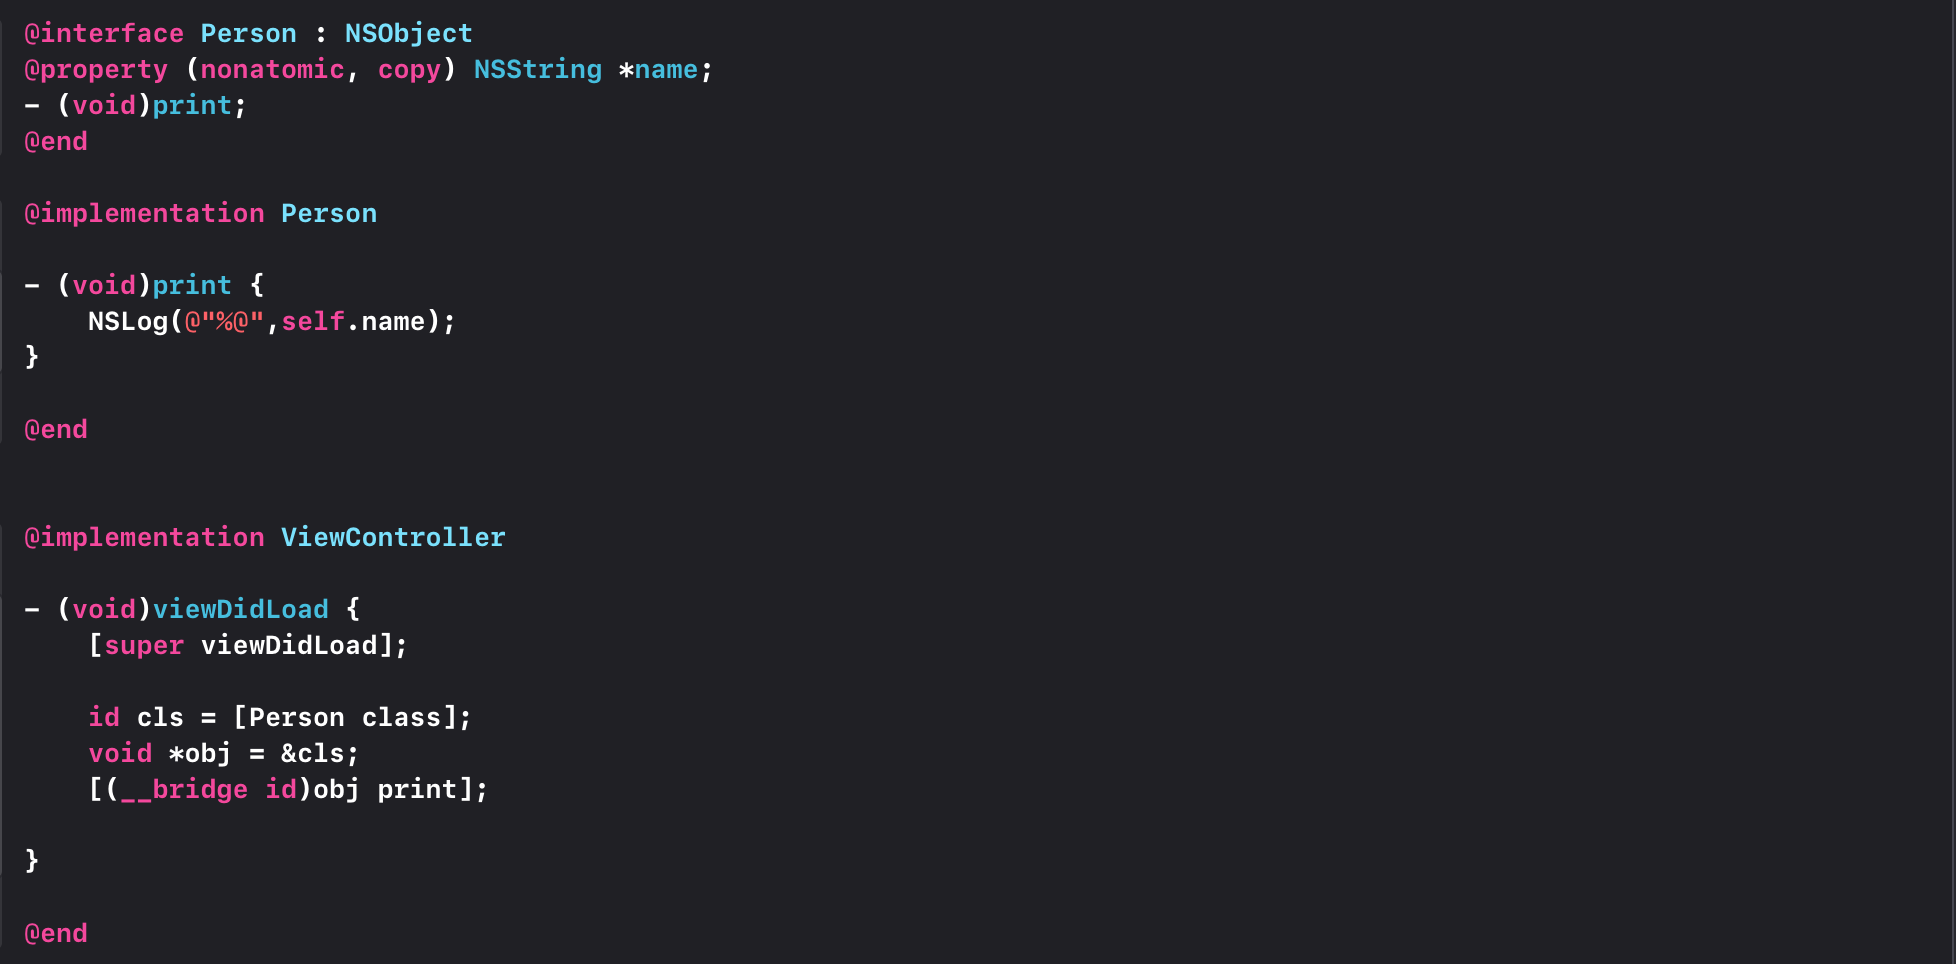 @interface Person : NSObject
@property (nonatomic, copy) NSString *name;
- (void)print;
@end
@implementation Person
- (void)print {
    NSLog(@"%@",self.name);
}
@end
@implementation ViewController
- (void)viewDidLoad {
    [super viewDidLoad];
    id cls = [Person class];
    void *obj = &cls;
    [(__bridge id)obj print];
}
@end